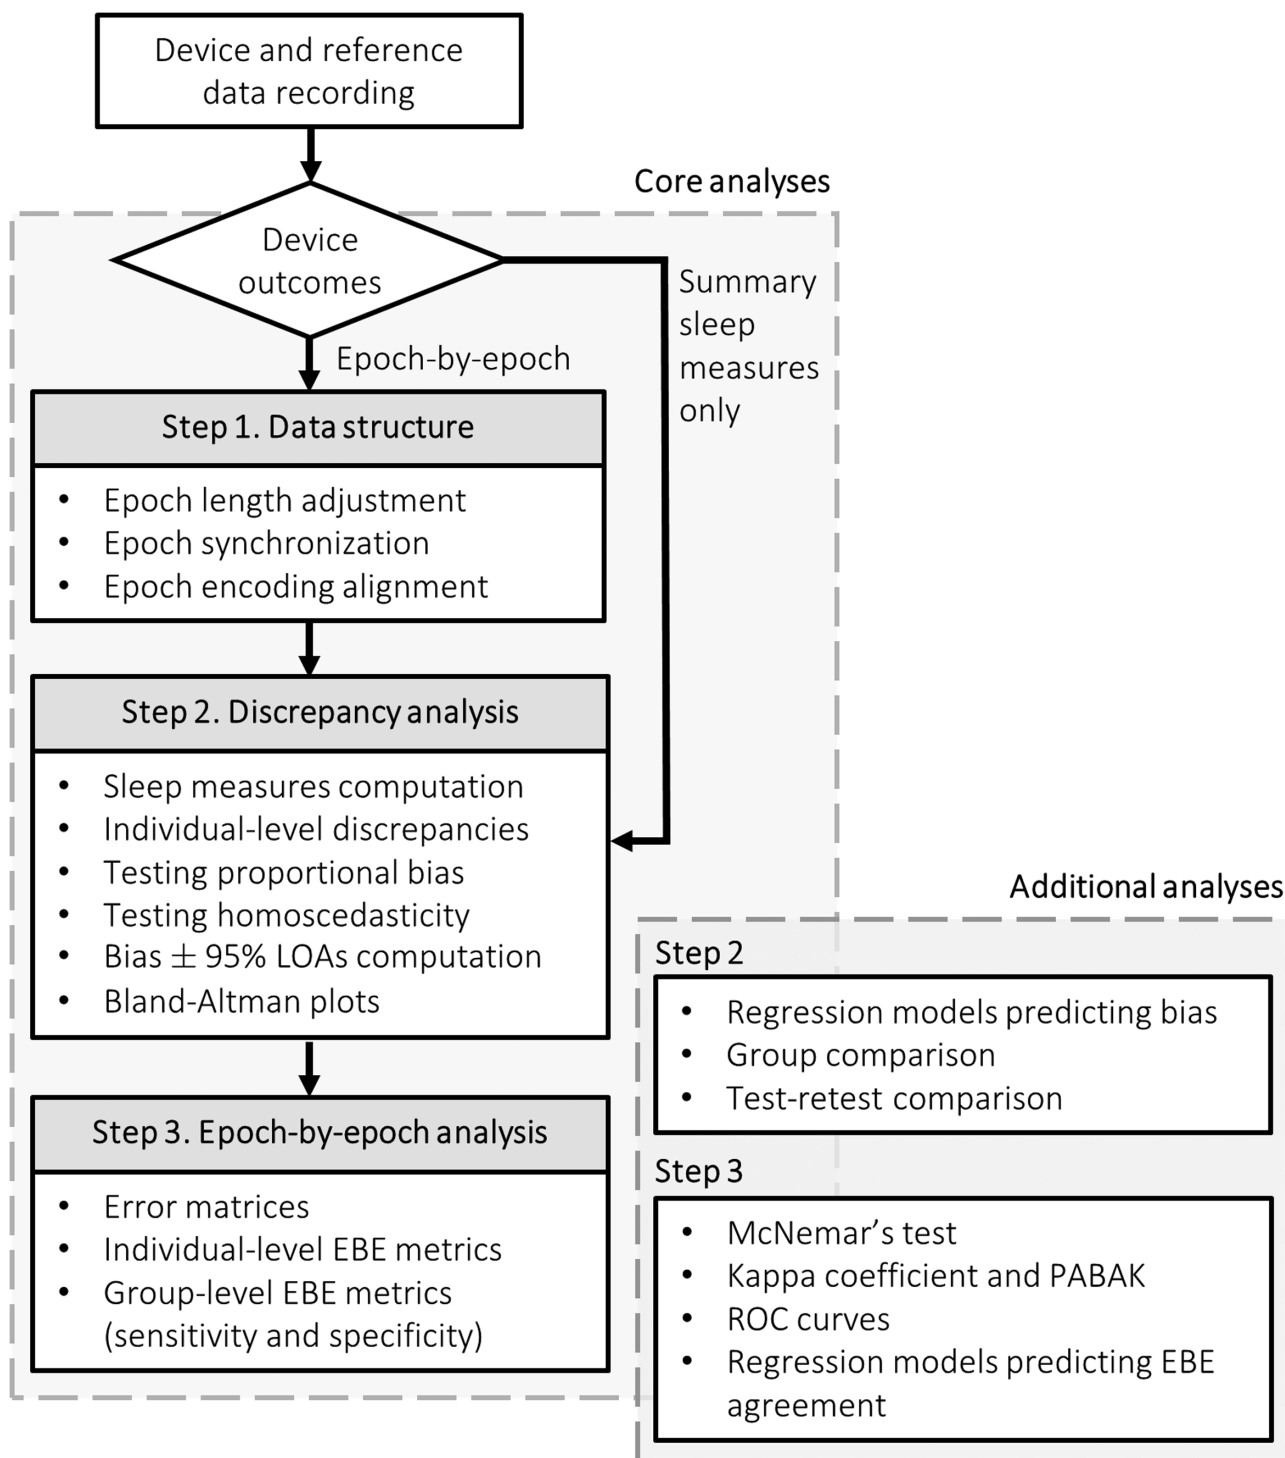 Device and reference
data recording
Core analyses
Device
outcomes
Summary
sleep
measures
only
Epoch-by-epoch
Step 1. Data structure
• Epoch length adjustment
• Epoch synchronization
• Epoch encoding alignment
Step 2. Discrepancy analysis
• Sleep measures computation
• Individual-level discrepancies
• Testing proportional bias
• Testing homoscedasticity
• Bias ± 95% LOAs computation
• Bland-Altman plots
Step 3. Epoch-by-epoch analysis
• Error matrices
• Individual-level EBE metrics
• Group-level EBE metrics
(sensitivity and specificity)
Additional analyses
Step 2
• Regression models predicting bias
• Group comparison
• Test-retest comparison
Step 3
• McNemar’s test
• Kappa coefficient and PABAK
• ROC curves
• Regression models predicting EBE
agreement